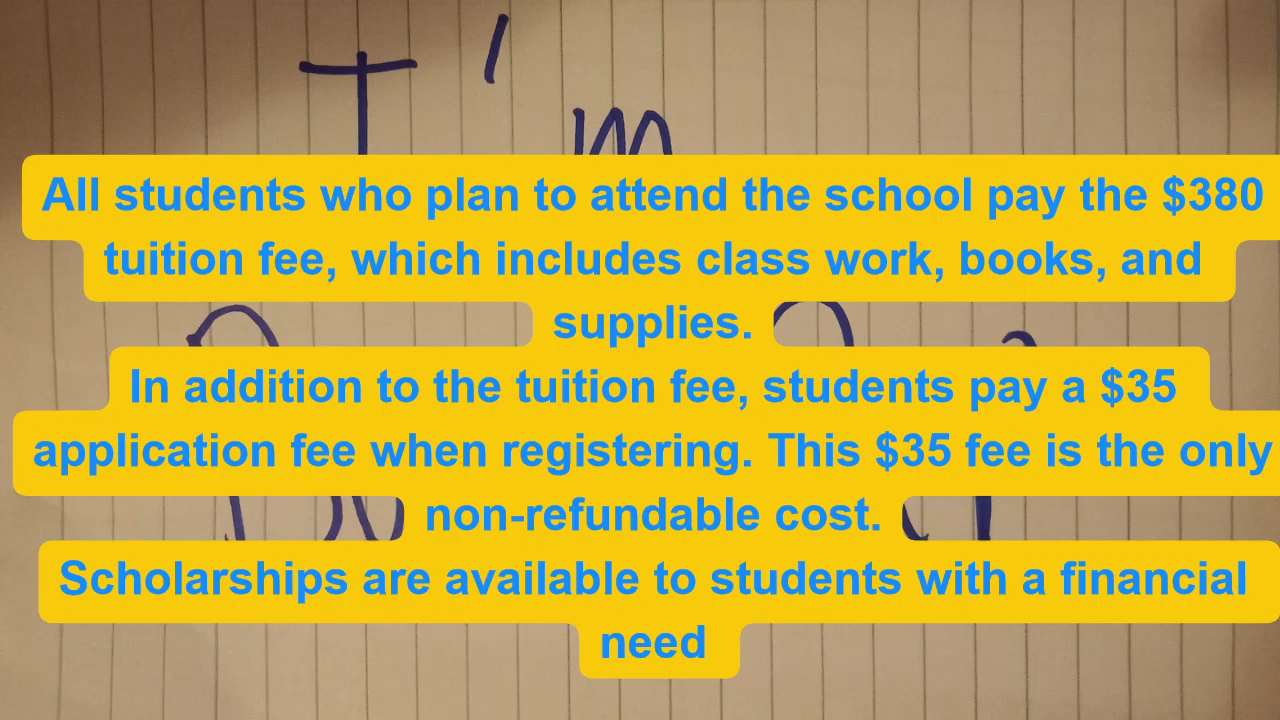 I'm
All students who plan to attend the school pay the $380
tuition fee, which includes class work, books, and
supplies.
In addition to the tuition fee, students pay a $35
application fee when registering. This $35 fee is the only
non-refundable cost.
Scholarships are available to students with a financial
need